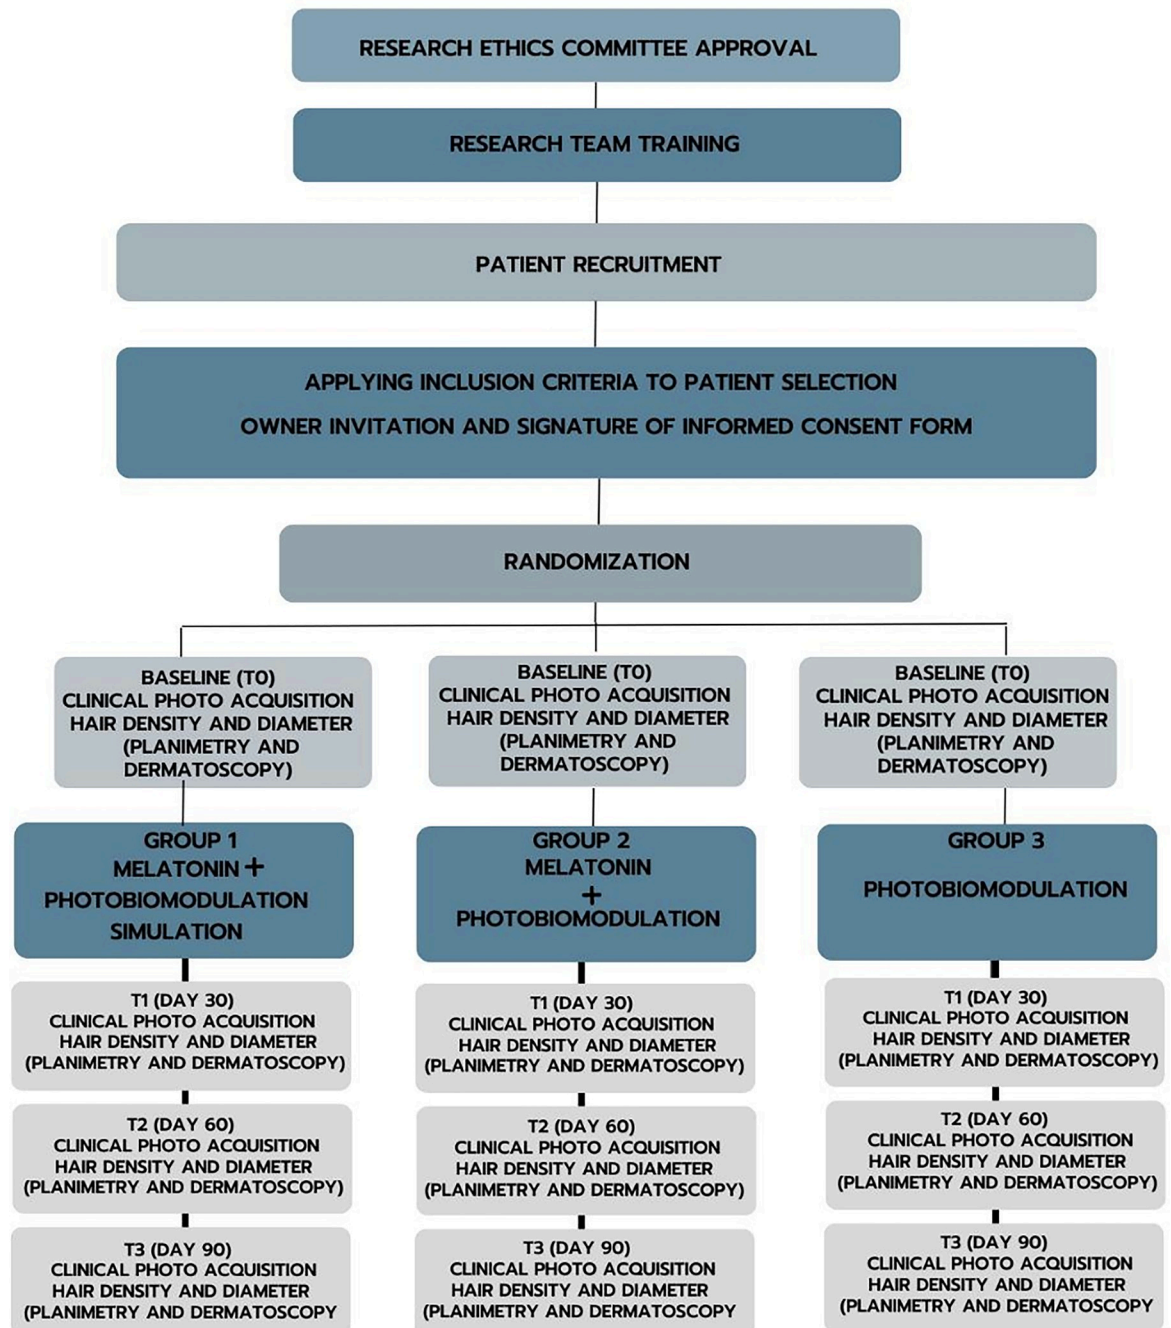 RESEARCH ETHICS COMMITTEE APPROVAL
RESEARCH TEAM TRAINING
PATIENT RECRUITMENT
APPLYING INCLUSION CRITERIA TO PATIENT SELECTION
OWNER INVITATION AND SIGNATURE OF INFORMED CONSENT FORM
RANDOMIZATION
BASELINE (T0)
CLINICAL PHOTO ACQUISITION
HAIR DENSITY AND DIAMETER
(PLANIMETRY AND
DERMATOSCOPY)
BASELINE (T0)
CLINICAL PHOTO ACQUISITION
HAIR DENSITY AND DIAMETER
(PLANIMETRY AND
DERMATOSCOPY)
BASELINE (T0)
CLINICAL PHOTO ACQUISITION
HAIR DENSITY AND DIAMETER
(PLANIMETRY AND
DERMATOSCOPY)
GROUP 1
MELATONIN +
PHOTOBIOMODULATION
SIMULATION
GROUP 2
MELATONIN
+
PHOTOBIOMODULATION
GROUP 3
PHOTOBIOMODULATION
T1 (DAY 30)
CLINICAL PHOTO ACQUISITION
HAIR DENSITY AND DIAMETER
(PLANIMETRY AND DERMATOSCOPY)
T1 (DAY 30)
CLINICAL PHOTO ACQUISITION
HAIR DENSITY AND DIAMETER
(PLANIMETRY AND DERMATOSCOPY)
T1 (DAY 30)
CLINICAL PHOTO ACQUISITION
HAIR DENSITY AND DIAMETER
(PLANIMETRY AND DERMATOSCOPY)
T2 (DAY 60)
CLINICAL PHOTO ACQUISITION
HAIR DENSITY AND DIAMETER
(PLANIMETRY AND DERMATOSCOPY)
T2 (DAY 60)
CLINICAL PHOTO ACQUISITION
HAIR DENSITY AND DIAMETER
(PLANIMETRY AND DERMATOSCOPY)
T2 (DAY 60)
CLINICAL PHOTO ACQUISITION
HAIR DENSITY AND DIAMETER
(PLANIMETRY AND DERMATOSCOPY)
T3 (DAY 90)
CLINICAL PHOTO ACQUISITION
HAIR DENSITY AND DIAMETER
(PLANIMETRY AND DERMATOSCOPY
T3 (DAY 90)
CLINICAL PHOTO ACQUISITION
HAIR DENSITY AND DIAMETER
(PLANIMETRY AND DERMATOSCOPY
T3 (DAY 90)
CLINICAL PHOTO ACQUISITION
HAIR DENSITY AND DIAMETER
(PLANIMETRY AND DERMATOSCOPY